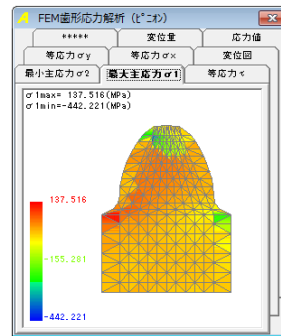 FEM歯形応力解析 (ﾋﾟﾆｵﾝ)
***** 変位量 応力値
等応力σy 等応力σx 変位図
最小主応力σ2 最大主応力σ1 等応力τ
σ1max= 137.516(MPa)
σ1min=-442.221(MPa)
137.516
-155.281
-442.221